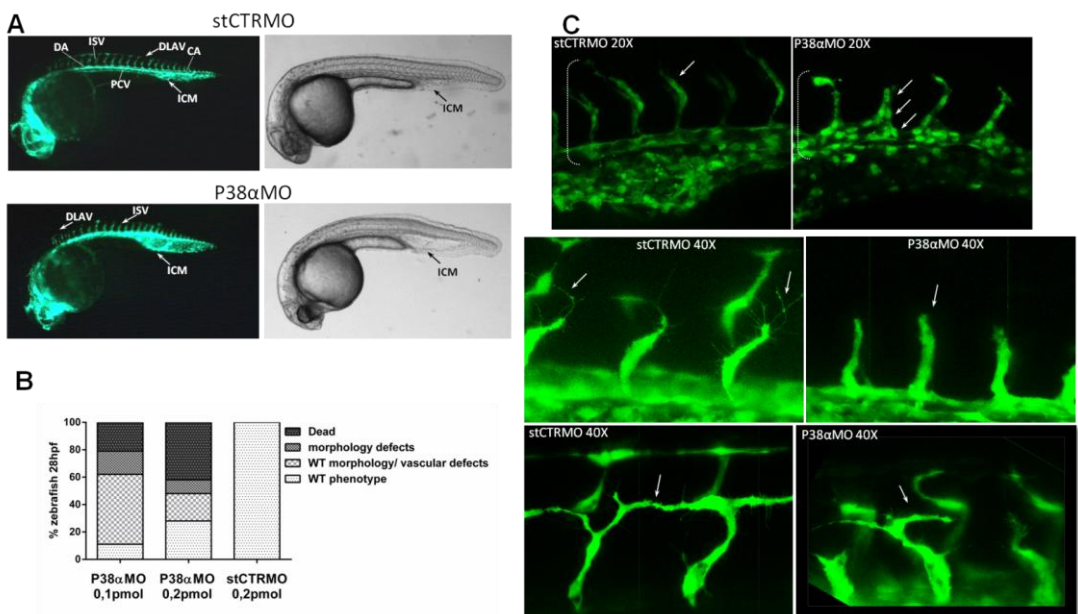 A
stCTRMO
DA
ISV
DLAV
CA
PCV
ICM
ICM
P38αMO
DLAV
ISV
ICM
ICM
B
% zebrafish 28hpf
100
80
60
40
20
0
P38αMO
0,1pmol
P38αMO
0,2pmol
stCTRMO
0,2pmol
Dead
morphology defects
WT morphology/ vascular defects
WT phenotype
C
stCTRMO 20X
P38αMO 20X
stCTRMO 40X
P38αMO 40X
stCTRMO 40X
P38αMO 40X